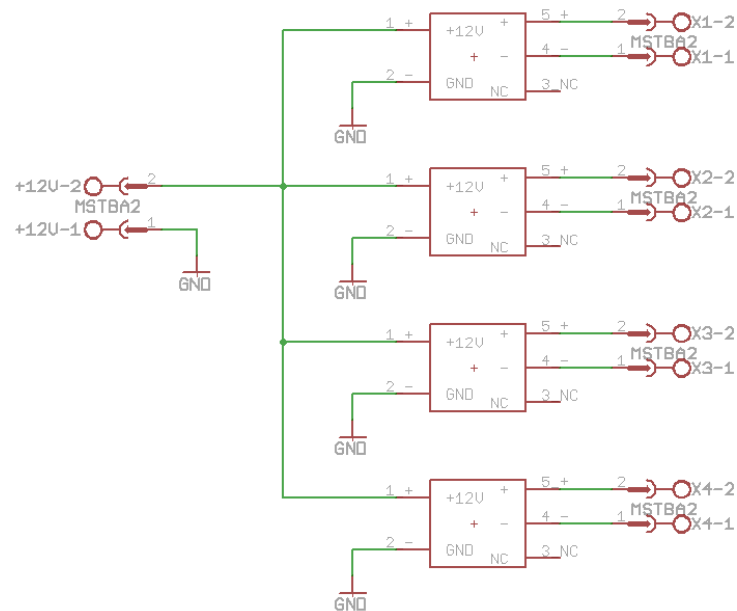 1 + +12V + 5 + 2 X1-2
MSTBA2
+ - 4 - 1 X1-1
2 - GND NC 3 NC
GND
1 + +12V + 5 + 2 X2-2
+12V-2 2 MSTBA2
+ - 4 - 1 X2-1
MSTBA2
+12V-1 1 2 - GND NC 3 NC
GND
GND
1 + +12V + 5 + 2 X3-2
MSTBA2
+ - 4 - 1 X3-1
2 - GND NC 3 NC
GND
1 + +12V + 5 + 2 X4-2
MSTBA2
+ - 4 - 1 X4-1
2 - GND NC 3 NC
GND